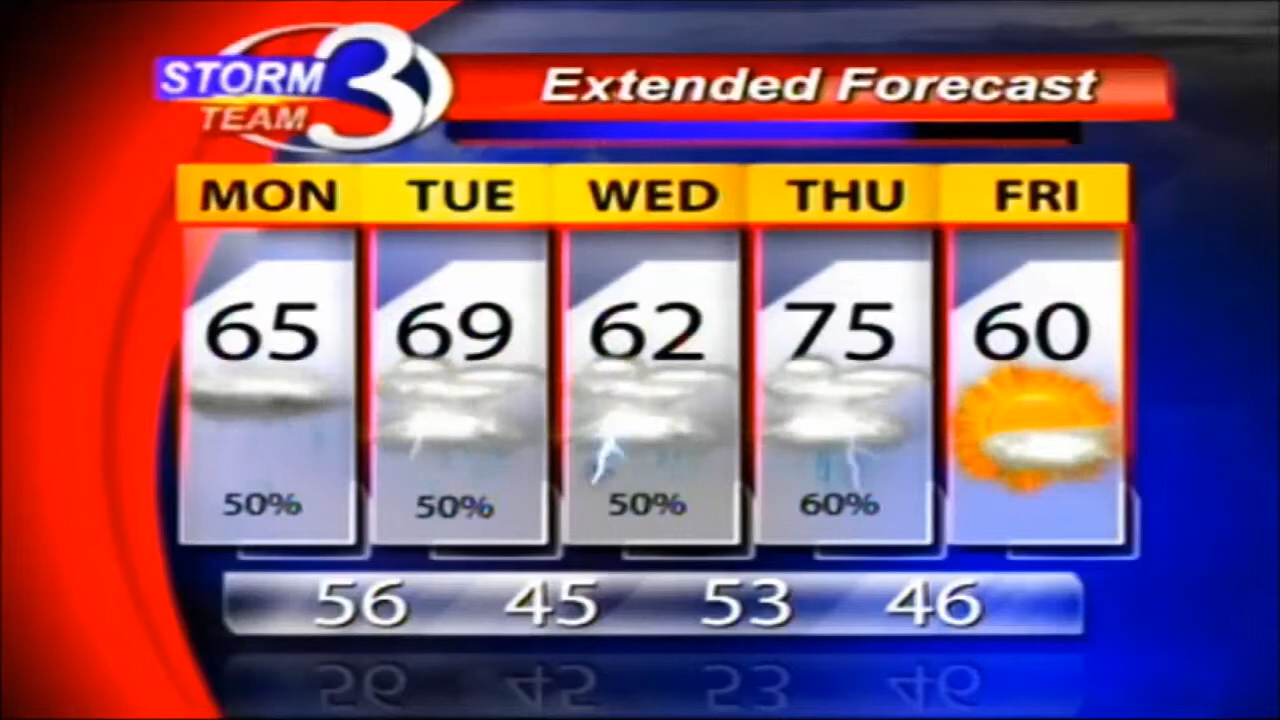 STORM 3
TEAM
Extended Forecast
MON TUE WED THU FRI
65 69 62 75 60
50% 50% 50% 60%
56 45 53 46